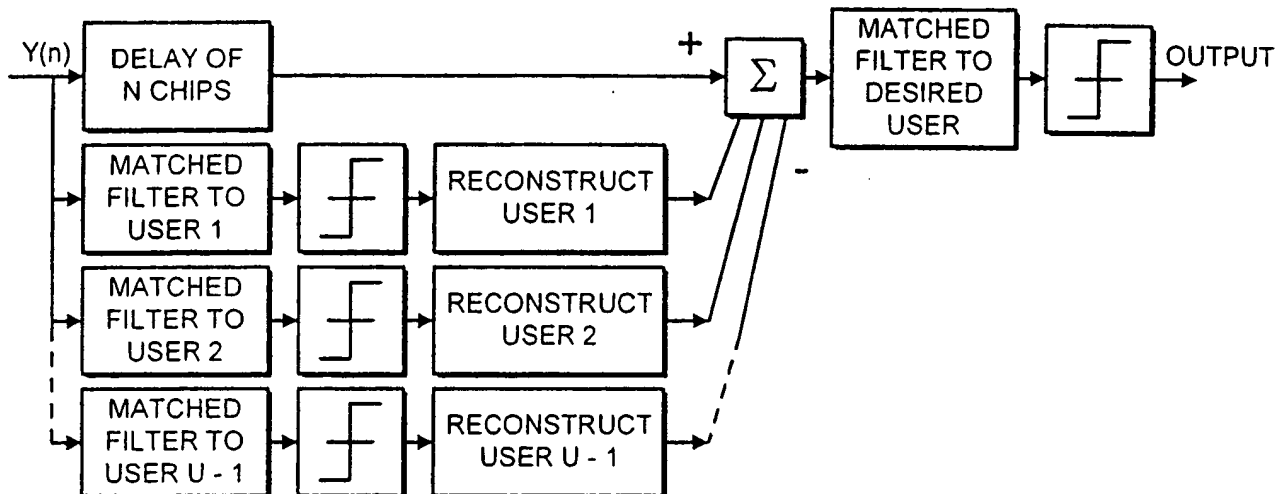 Y(n)
DELAY OF
N CHIPS
+
Σ
MATCHED
FILTER TO
DESIRED
USER
OUTPUT
-
MATCHED
FILTER TO
USER 1
RECONSTRUCT
USER 1
MATCHED
FILTER TO
USER 2
RECONSTRUCT
USER 2
MATCHED
FILTER TO
USER U - 1
RECONSTRUCT
USER U - 1